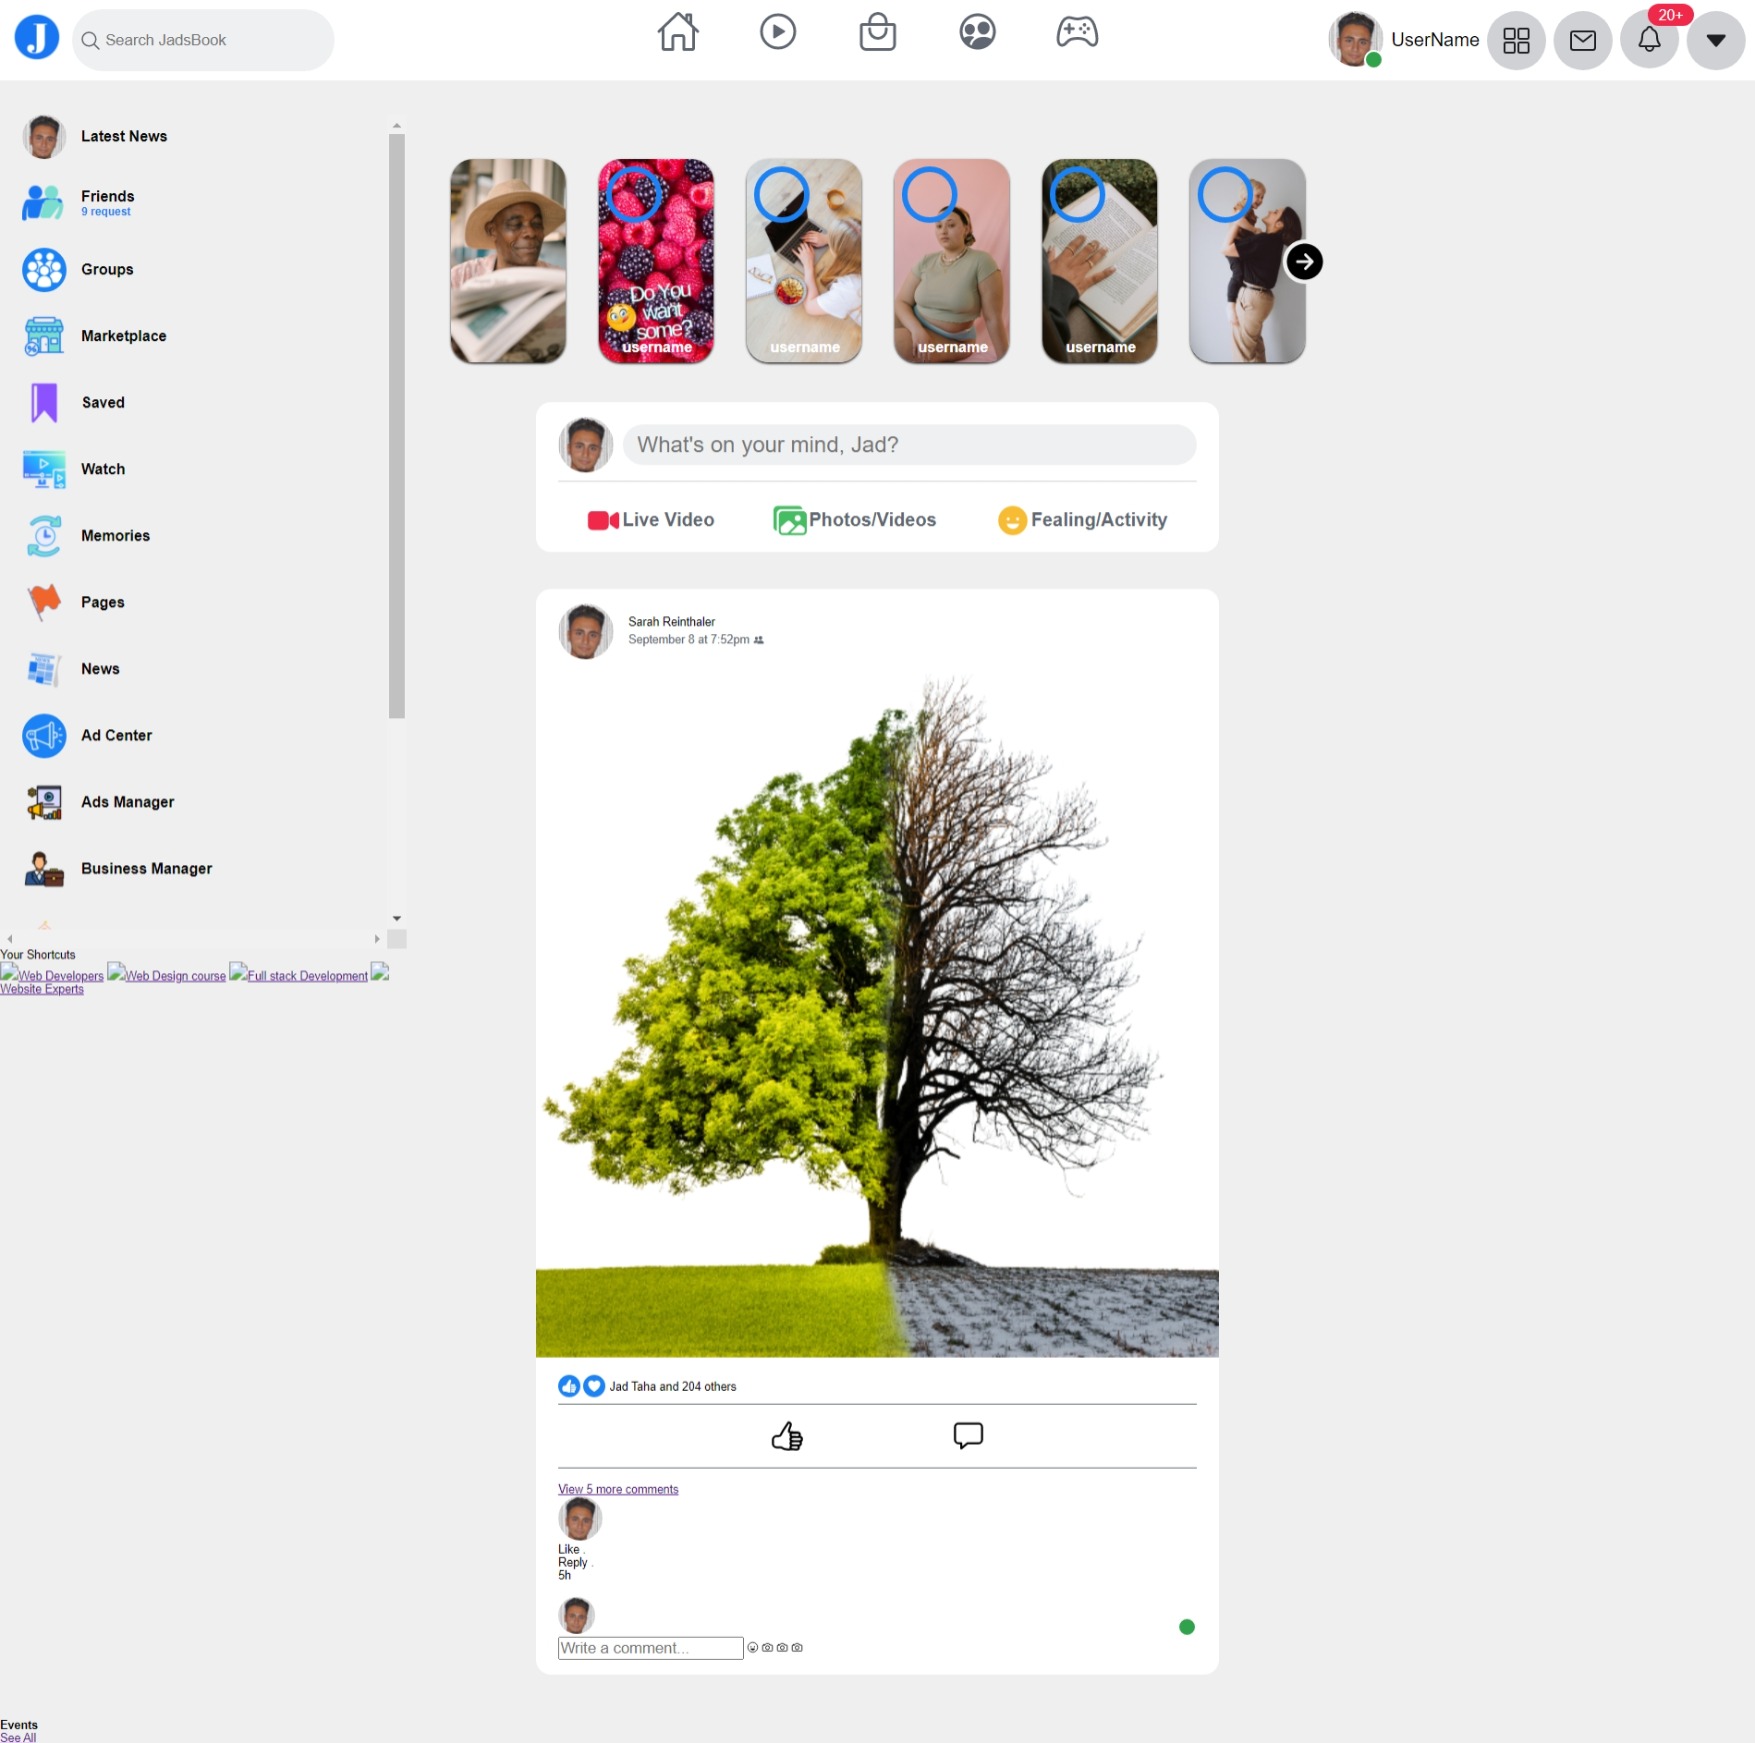 J
Search JadsBook
UserName
20+
Latest News
Friends
9 request
Groups
Marketplace
Saved
Watch
Memories
Pages
News
Ad Center
Ads Manager
Business Manager
Your Shortcuts
Web Developers Web Design course Full stack Development
Website Experts
Do You
Want
some?
username
username
username
username
What's on your mind, Jad?
Live Video Photos/Videos Fealing/Activity
Sarah Reinthaler
September 8 at 7:52pm
Jad Taha and 204 others
View 5 more comments
Like .
Reply .
5h
Write a comment...
Events
See All